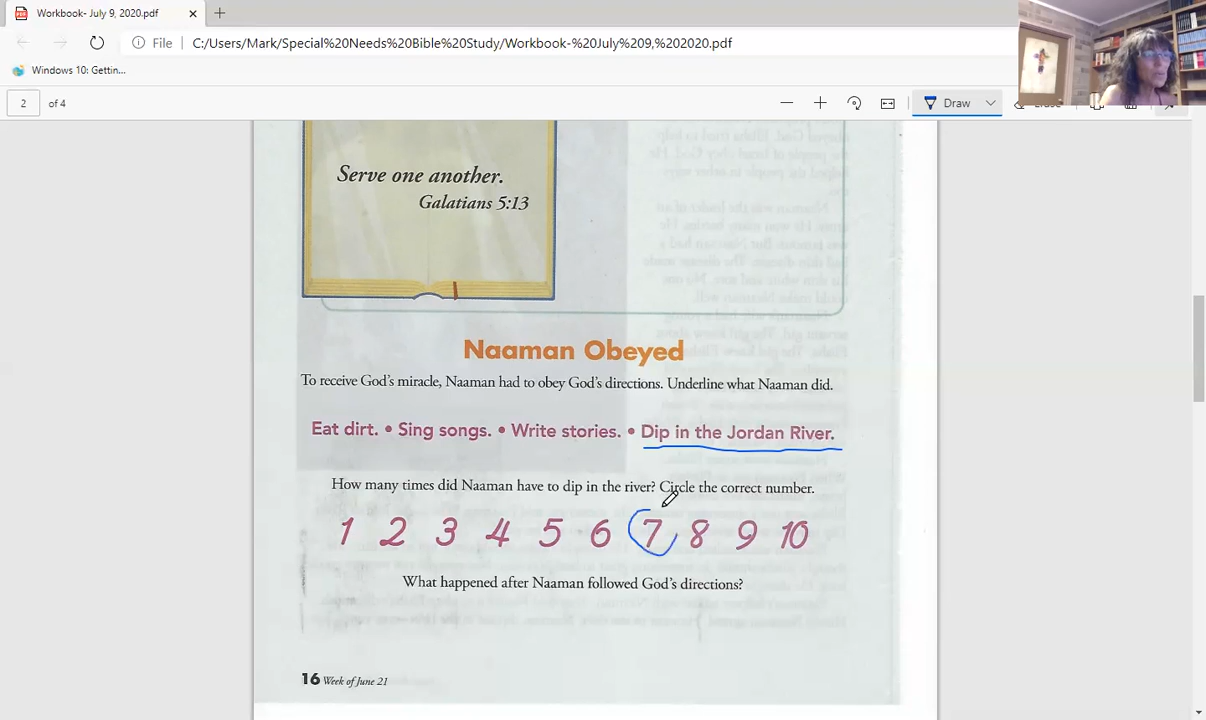 Workbook- July 9, 2020.pdf
File
C:/Users/Mark/Special%20Needs%20Bible%20Study/Workbook-%20July%209,%202020.pdf
Windows 10: Gettin...
2 of 4
Draw
Serve one another.
Galatians 5:13
Naaman Obeyed
To receive God's miracle, Naaman had to obey God's directions. Underline what Naaman did.
Eat dirt. • Sing songs. • Write stories. • Dip in the Jordan River.
How many times did Naaman have to dip in the river? Circle the correct number.
1 2 3 4 5 6 7 8 9 10
What happened after Naaman followed God's directions?
16 Week of June 21